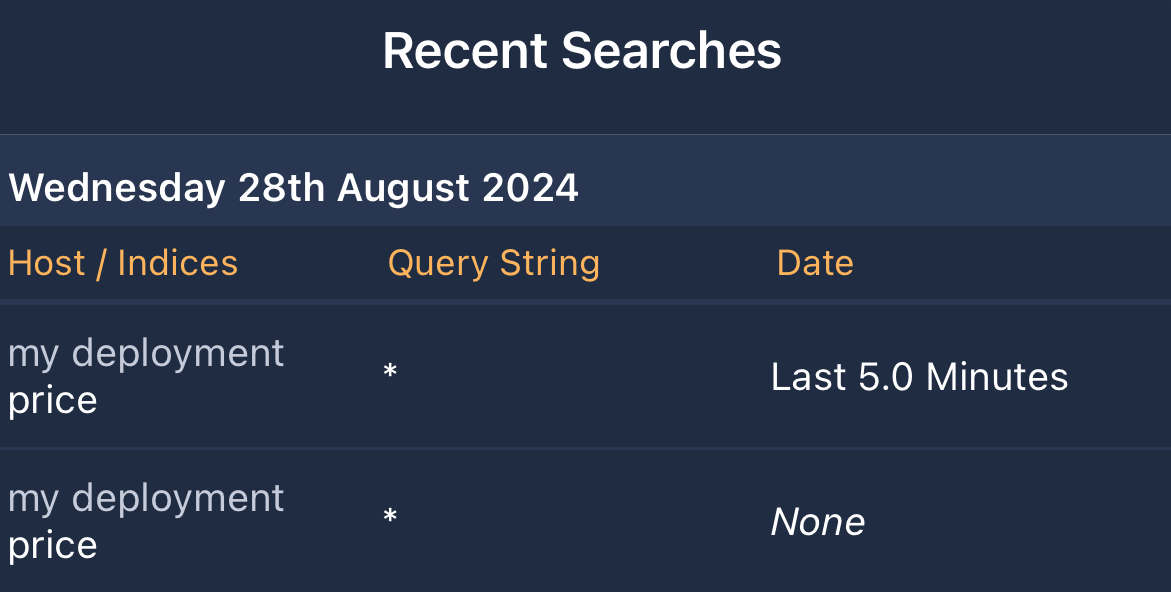 Recent Searches
Wednesday 28th August 2024
Host / Indices Query String Date
my deployment
price
*
Last 5.0 Minutes
my deployment
price
*
None